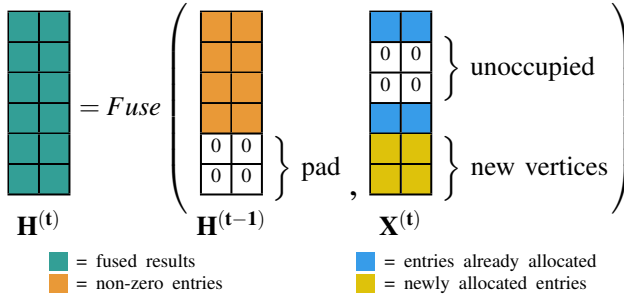 0 0
0 0
} unoccupied
= Fuse
0 0
0 0
} pad
,
} new vertices
H^(t)
H^(t−1)
X^(t)
= fused results
= non-zero entries
= entries already allocated
= newly allocated entries